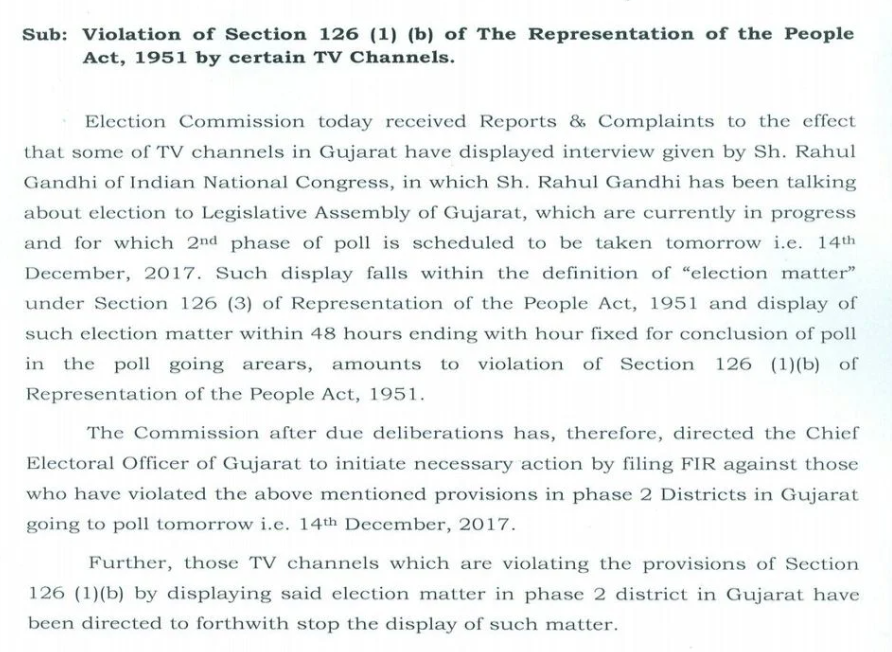 Sub: Violation of Section 126 (1) (b) of The Representation of the People
Act, 1951 by certain TV Channels.
Election Commission today received Reports & Complaints to the effect
that some of TV channels in Gujarat have displayed interview given by Sh. Rahul
Gandhi of Indian National Congress, in which Sh. Rahul Gandhi has been talking
about election to Legislative Assembly of Gujarat, which are currently in progress
and for which 2nd phase of poll is scheduled to be taken tomorrow i.e. 14th
December, 2017. Such display falls within the definition of “election matter”
under Section 126 (3) of Representation of the People Act, 1951 and display of
such election matter within 48 hours ending with hour fixed for conclusion of poll
in the poll going arears, amounts to violation of Section 126 (1)(b) of
Representation of the People Act, 1951.
The Commission after due deliberations has, therefore, directed the Chief
Electoral Officer of Gujarat to initiate necessary action by filing FIR against those
who have violated the above mentioned provisions in phase 2 Districts in Gujarat
going to poll tomorrow i.e. 14th December, 2017.
Further, those TV channels which are violating the provisions of Section
126 (1)(b) by displaying said election matter in phase 2 district in Gujarat have
been directed to forthwith stop the display of such matter.